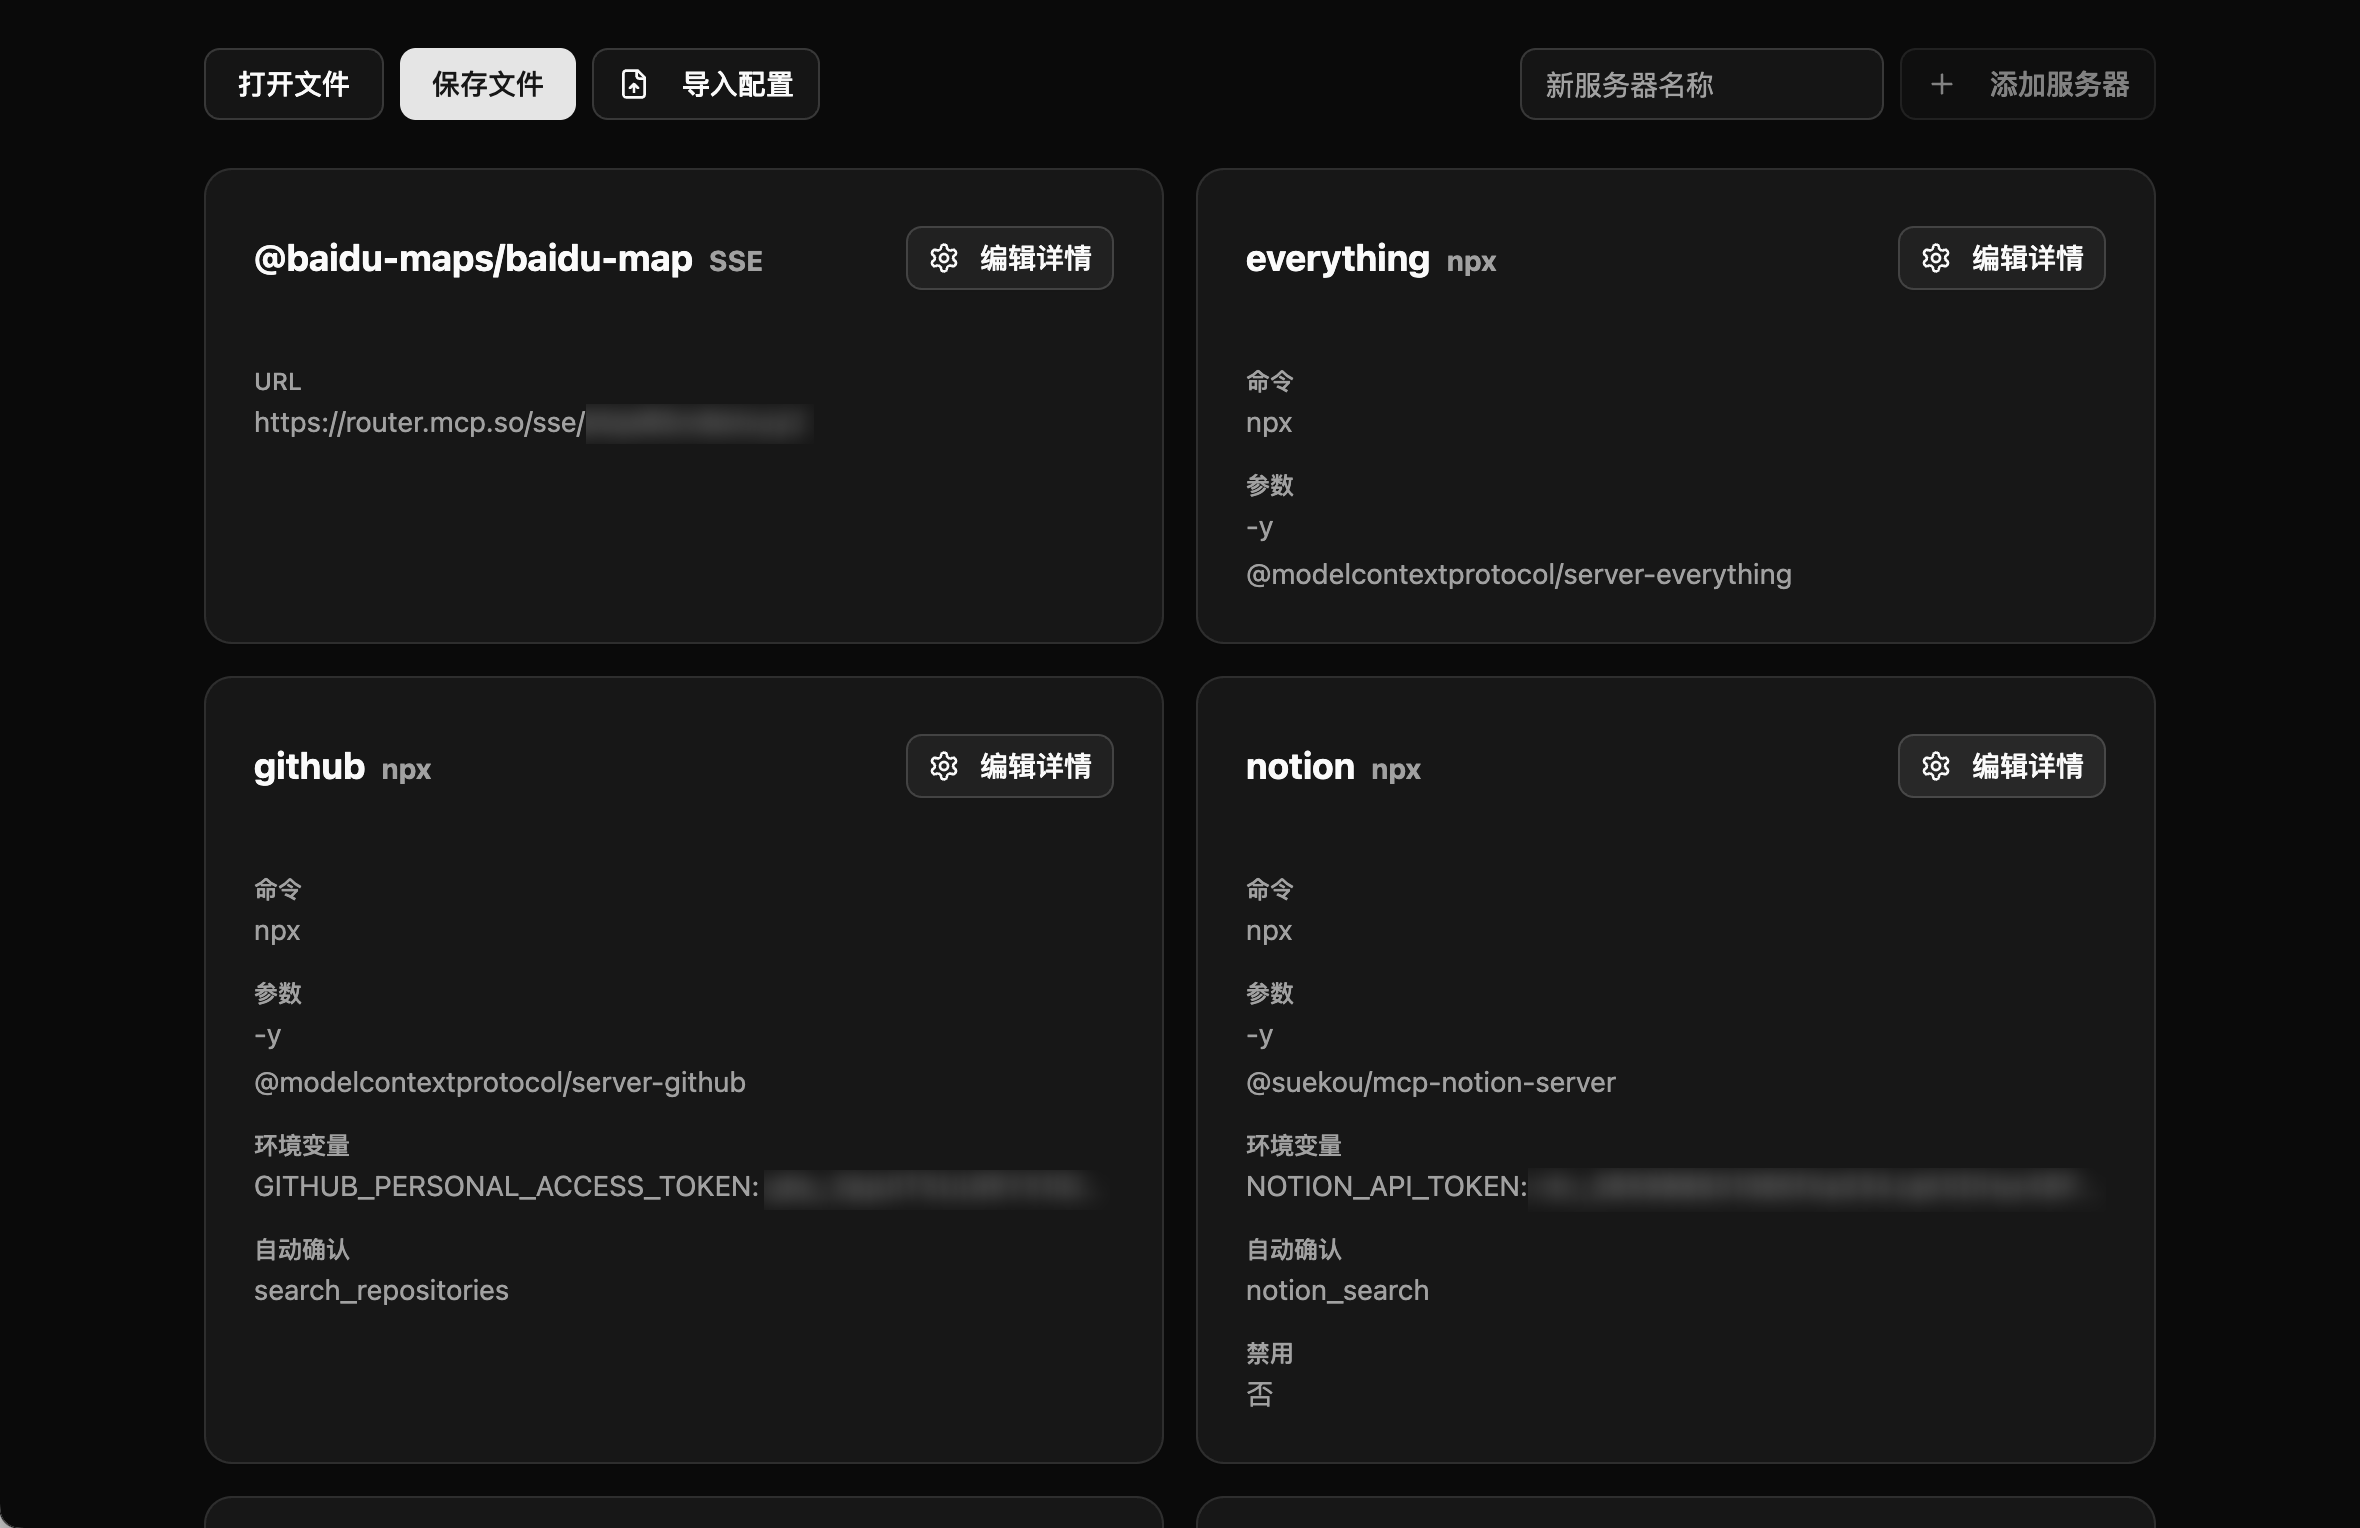 打开文件
保存文件
导入配置
新服务器名称
添加服务器
@baidu-maps/baidu-map SSE
编辑详情
URL
https://router.mcp.so/sse/
everything npx
编辑详情
命令
npx
参数
-y
@modelcontextprotocol/server-everything
github npx
编辑详情
命令
npx
参数
-y
@modelcontextprotocol/server-github
环境变量
GITHUB_PERSONAL_ACCESS_TOKEN:
自动确认
search_repositories
notion npx
编辑详情
命令
npx
参数
-y
@suekou/mcp-notion-server
环境变量
NOTION_API_TOKEN:
自动确认
notion_search
禁用
否